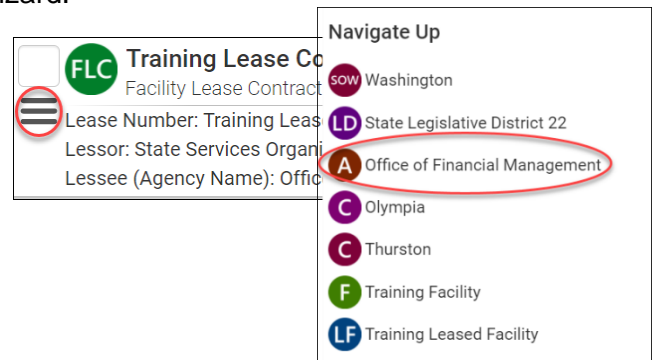 FLC
Training Lease Co
Facility Lease Contract
Lease Number: Training Leas
Lessor: State Services Organi
Lessee (Agency Name): Offic
Navigate Up
SOW Washington
LD State Legislative District 22
A Office of Financial Management
C Olympia
C Thurston
F Training Facility
LF Training Leased Facility